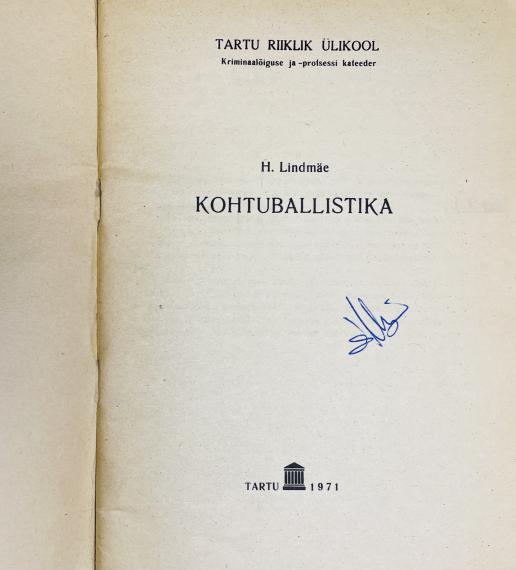 TARTU RIIKLIK ÜLIKOOL
Kriminaalõiguse ja -protsessi kateeder
H. Lindmäe
KOHTUBALLISTIKA
TARTU 1971